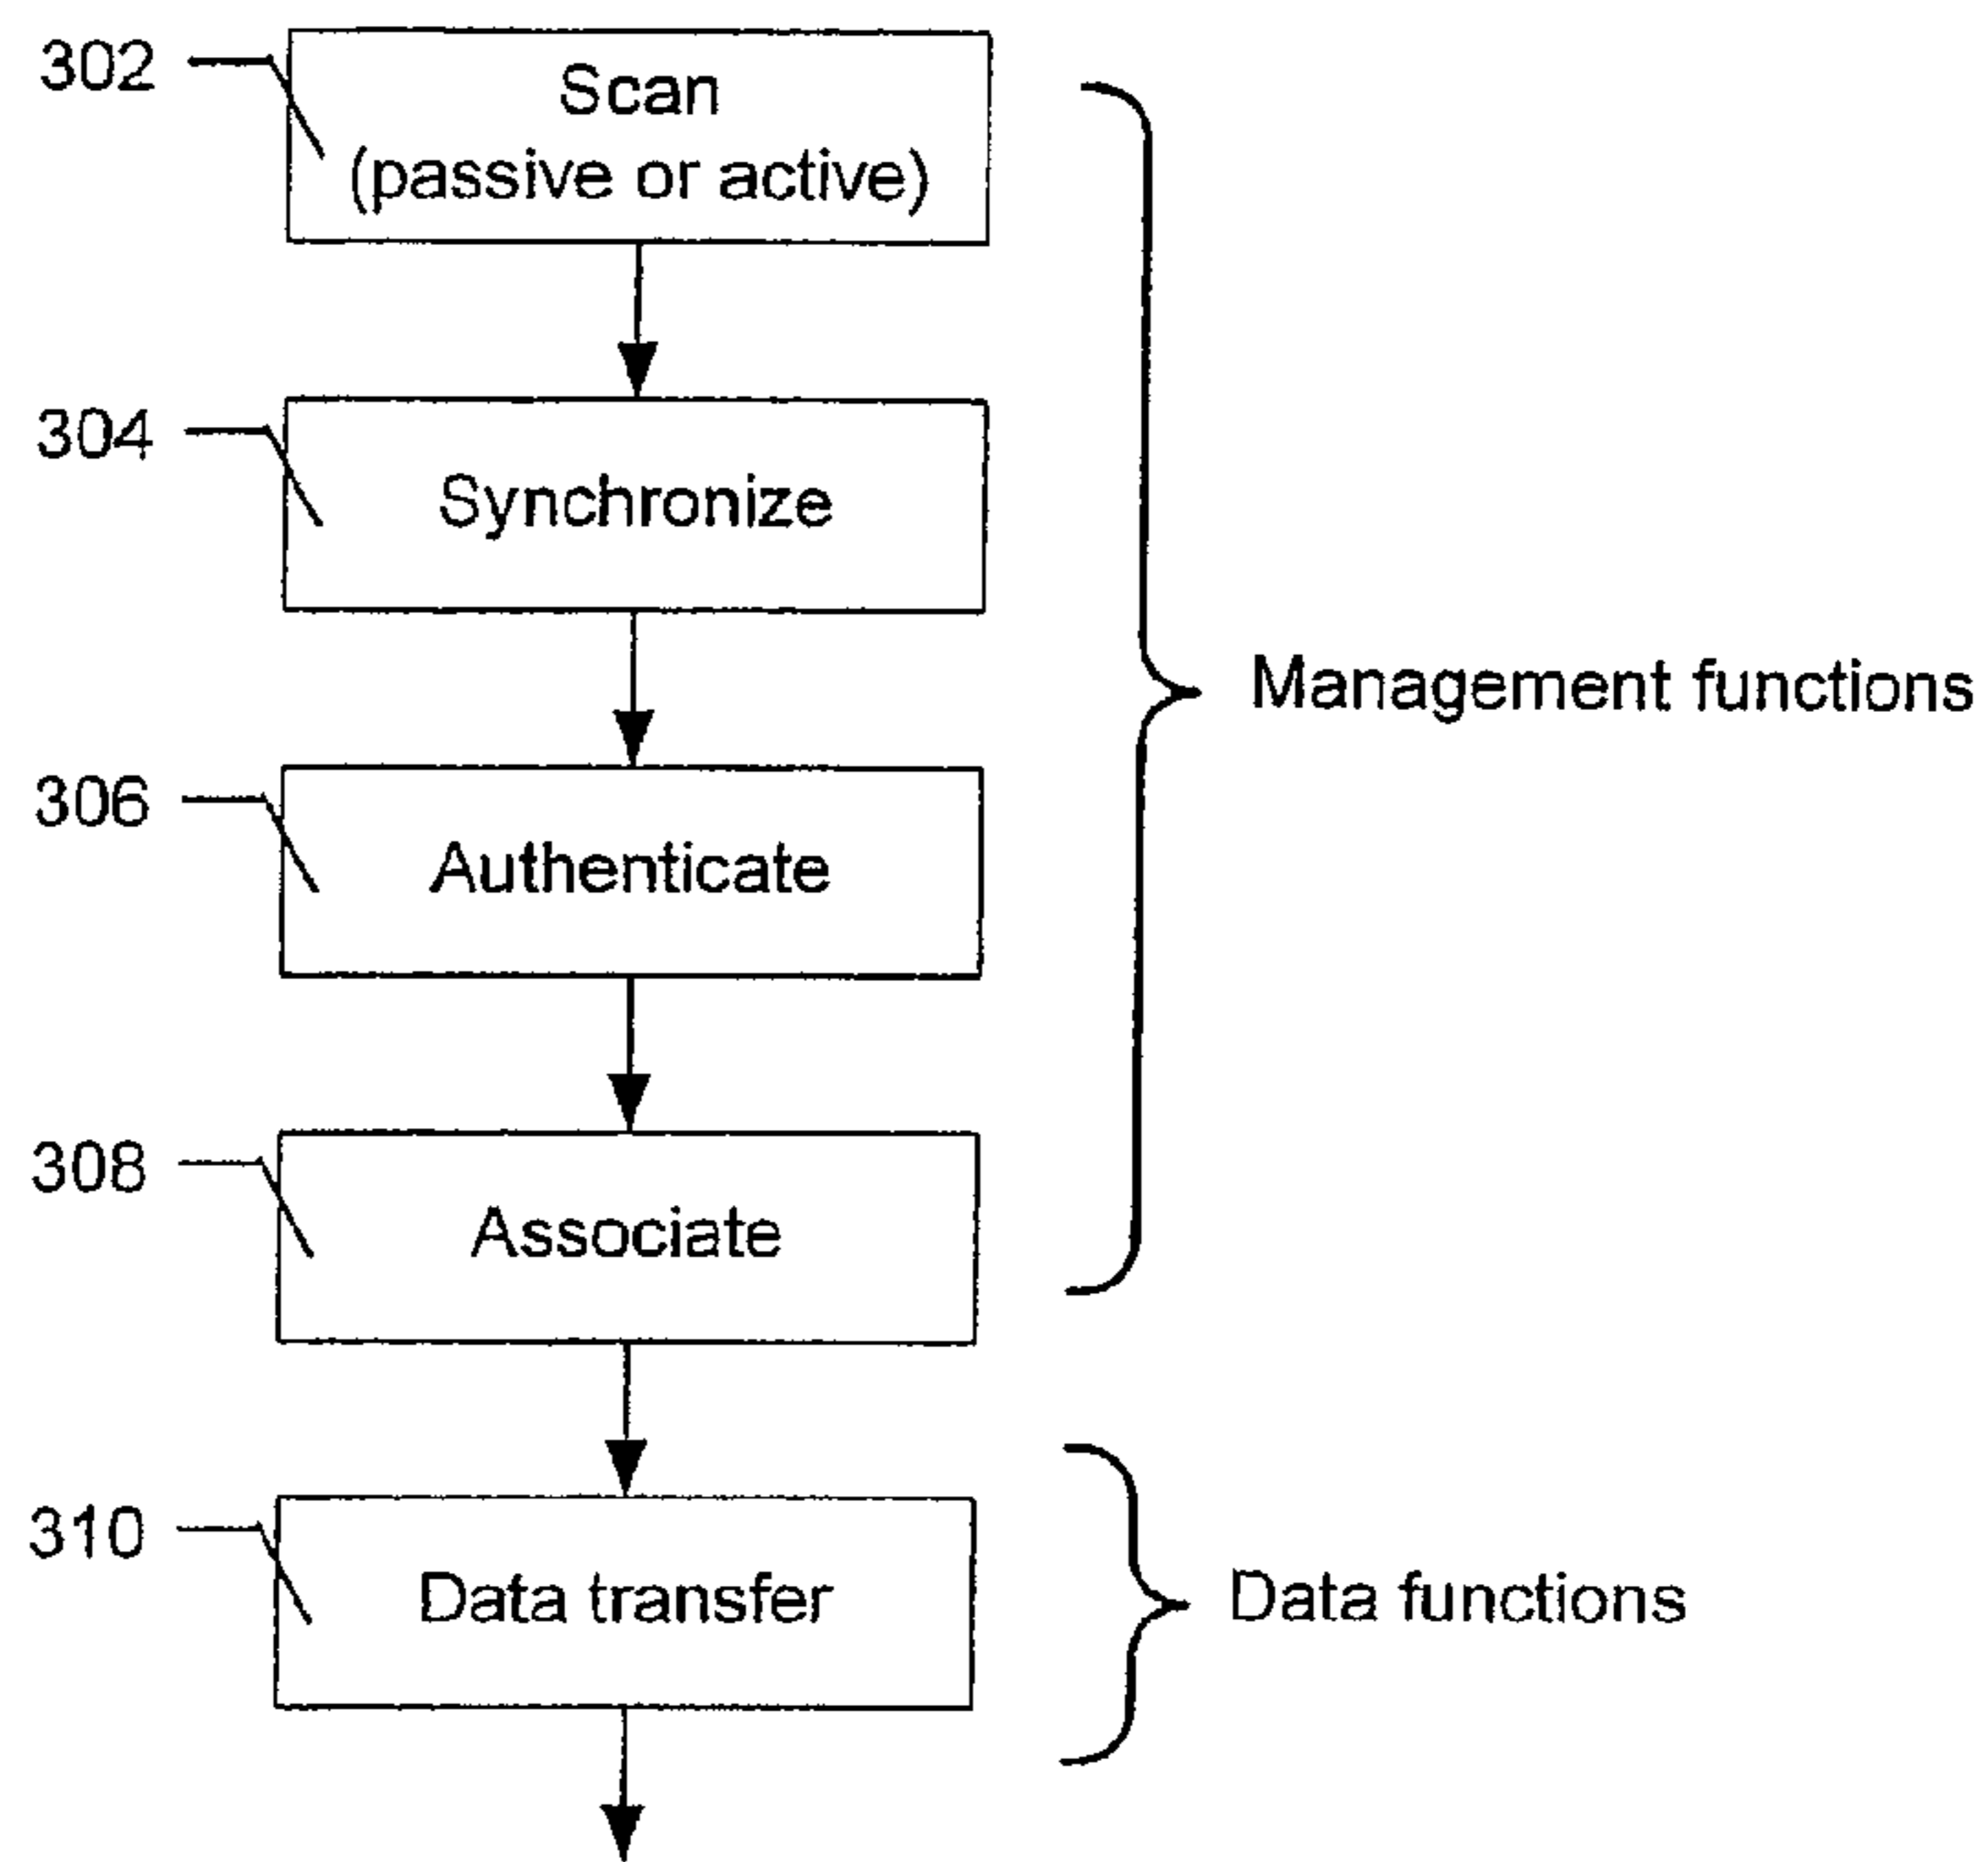 302
Scan
(passive or active)
304
Synchronize
Management functions
306
Authenticate
308
Associate
310
Data transfer
Data functions